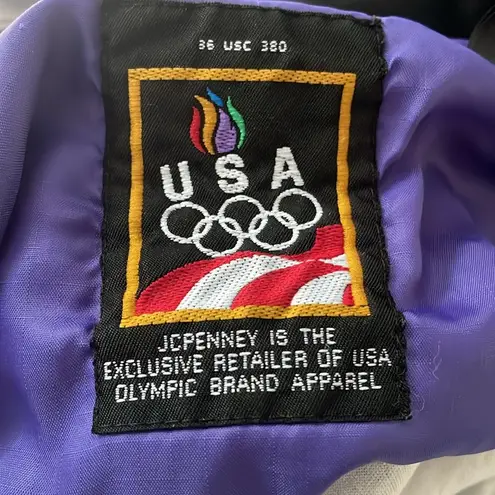 36 USC 380
USA
JCPENNEY IS THE
EXCLUSIVE RETAILER OF USA
OLYMPIC BRAND APPAREL